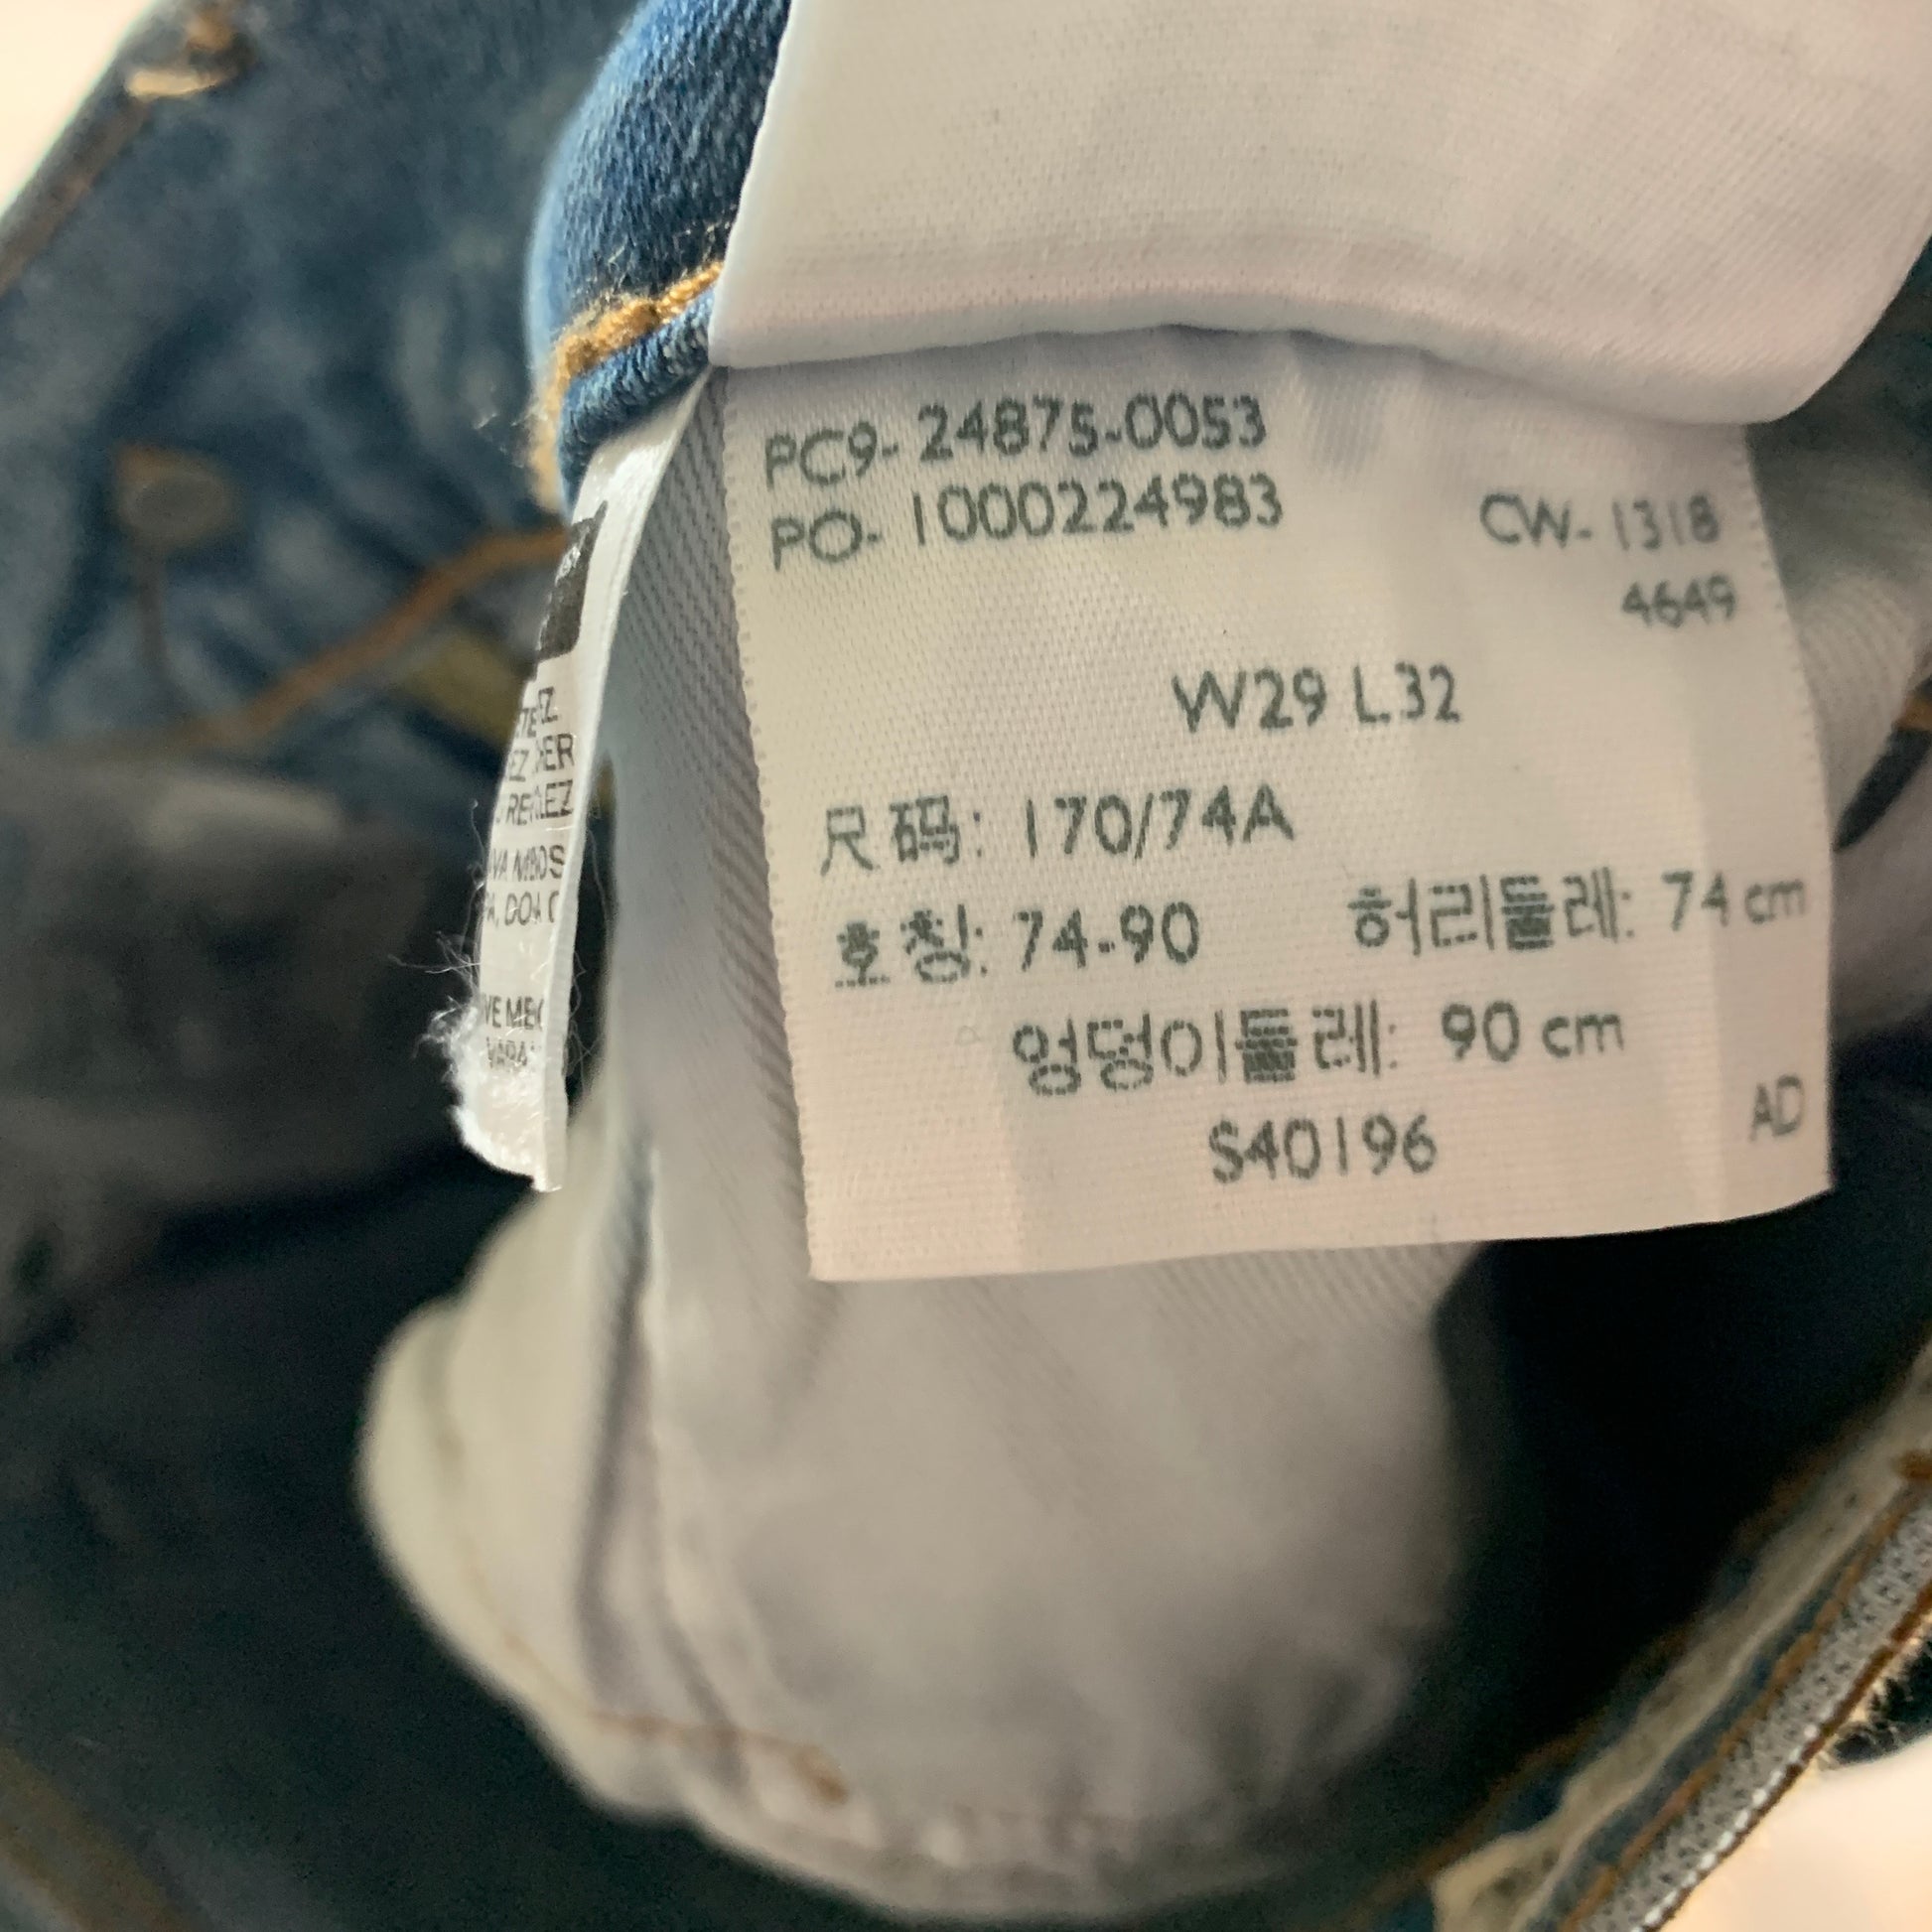 PC9- 24875-0053
PO- 1000224983
CW- 1318
4649
W29 L32
尺码: 170/74A
호칭: 74-90 허리둘레: 74 cm
엉덩이둘레: 90 cm
S40196
AD